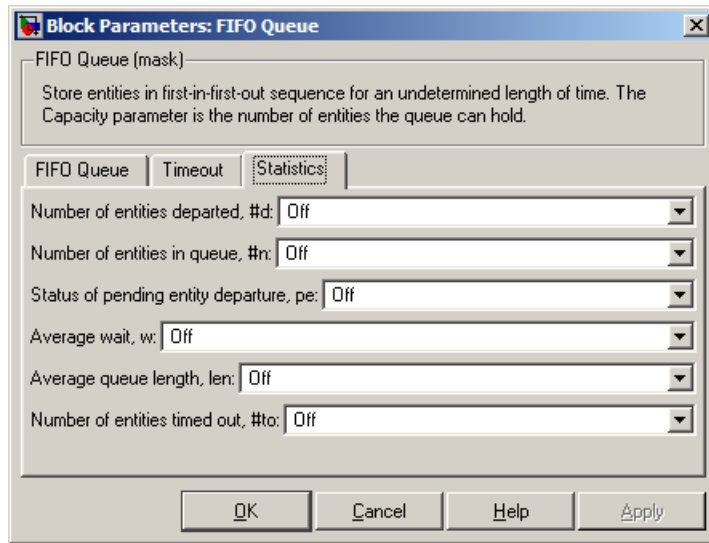 Block Parameters: FIFO Queue
FIFO Queue (mask)
Store entities in first-in-first-out sequence for an undetermined length of time. The
Capacity parameter is the number of entities the queue can hold.
FIFO Queue Timeout Statistics
Number of entities departed, #d: Off
Number of entities in queue, #n: Off
Status of pending entity departure, pe: Off
Average wait, w: Off
Average queue length, len: Off
Number of entities timed out, #to: Off
OK Cancel Help Apply